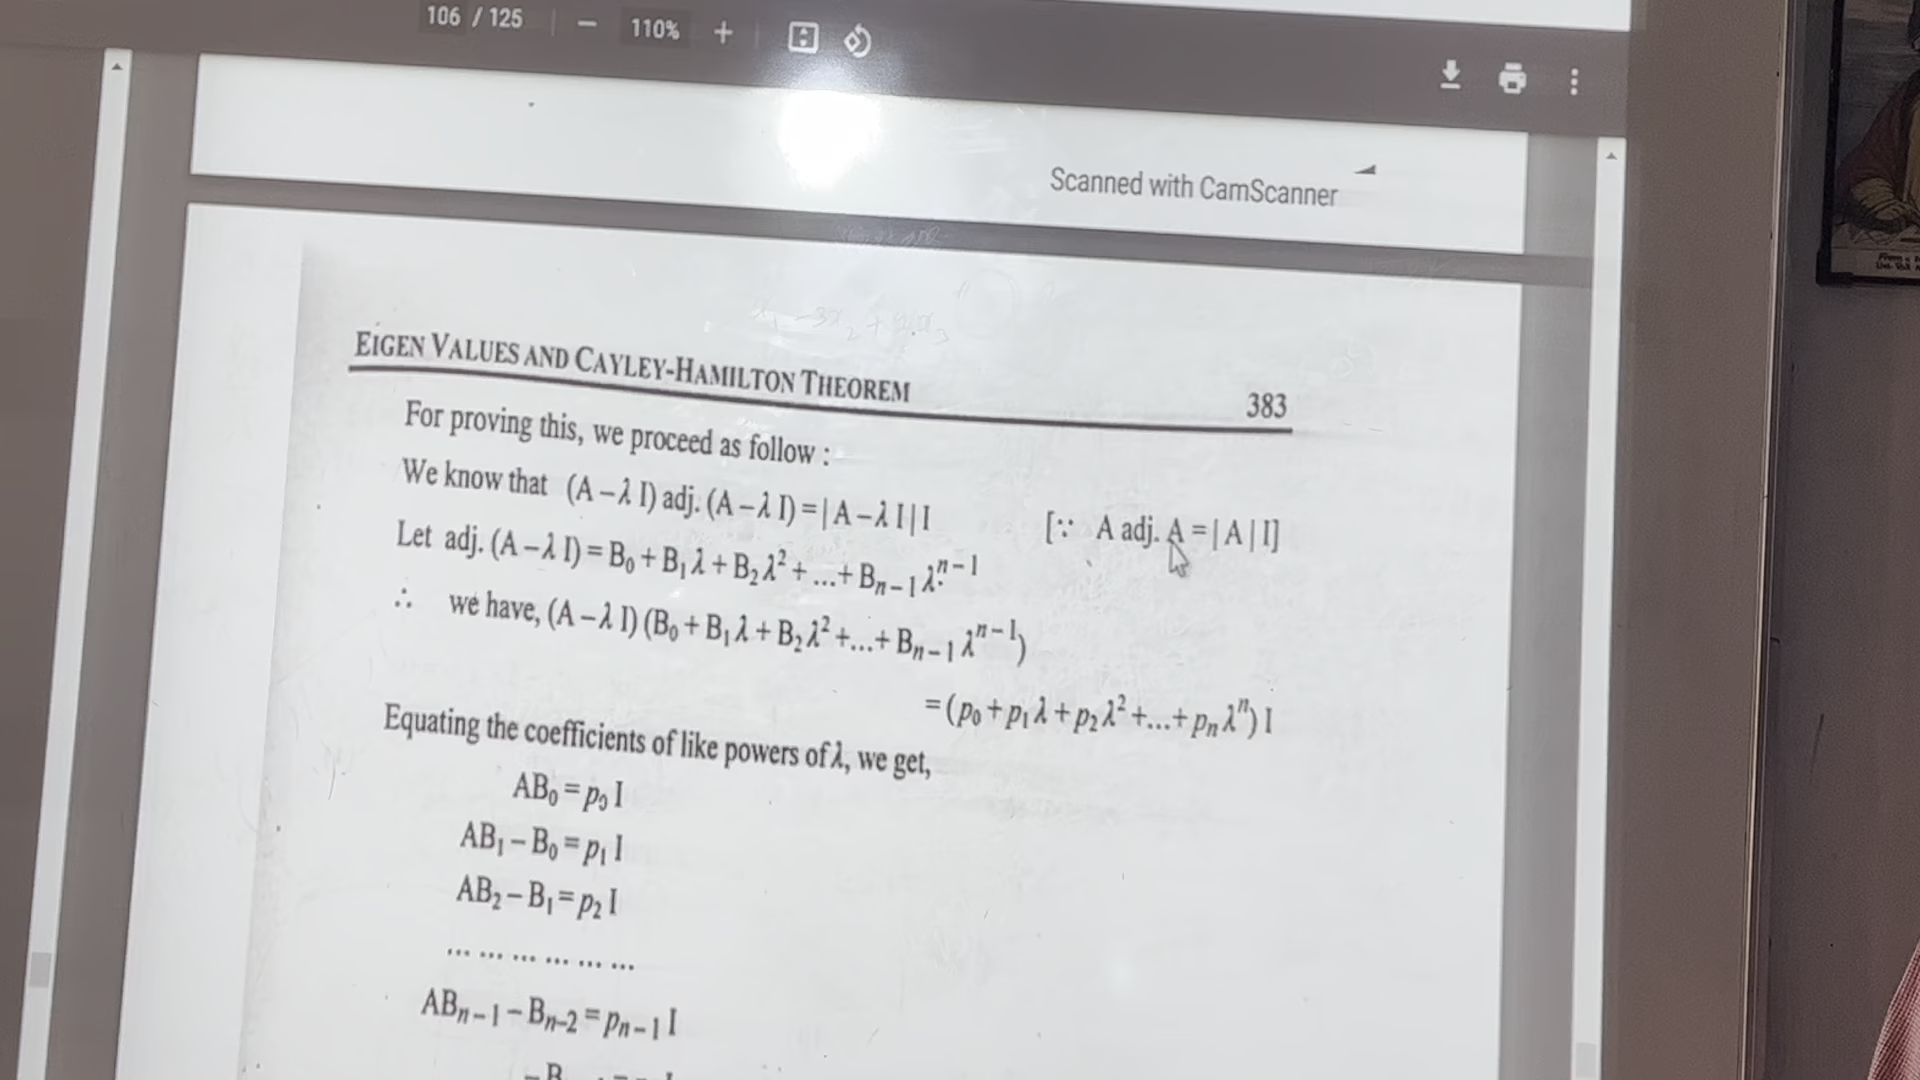 106 / 125 − 110% +
Scanned with CamScanner
EIGEN VALUES AND CAYLEY-HAMILTON THEOREM 383
For proving this, we proceed as follow :
We know that (A – λ I) adj. (A – λ I) = | A – λ I | I [∵ A adj. A = | A | I]
Let adj. (A – λ I) = B₀ + B₁ λ + B₂ λ² + ... + Bₙ₋₁ λⁿ⁻¹
∴ we have, (A – λ I) (B₀ + B₁ λ + B₂ λ² + ... + Bₙ₋₁ λⁿ⁻¹)
= (p₀ + p₁ λ + p₂ λ² + ... + pₙ λⁿ) I
Equating the coefficients of like powers of λ, we get,
AB₀ = p₀ I
AB₁ – B₀ = p₁ I
AB₂ – B₁ = p₂ I
... ... ... ... ... ...
ABₙ₋₁ – Bₙ₋₂ = pₙ₋₁ I